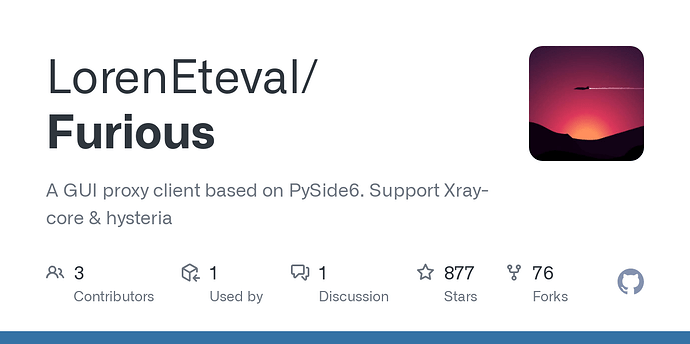 LorenEteval/
Furious
A GUI proxy client based on PySide6. Support Xray-
core & hysteria
3 1 1 877 76
Contributors Used by Discussion Stars Forks